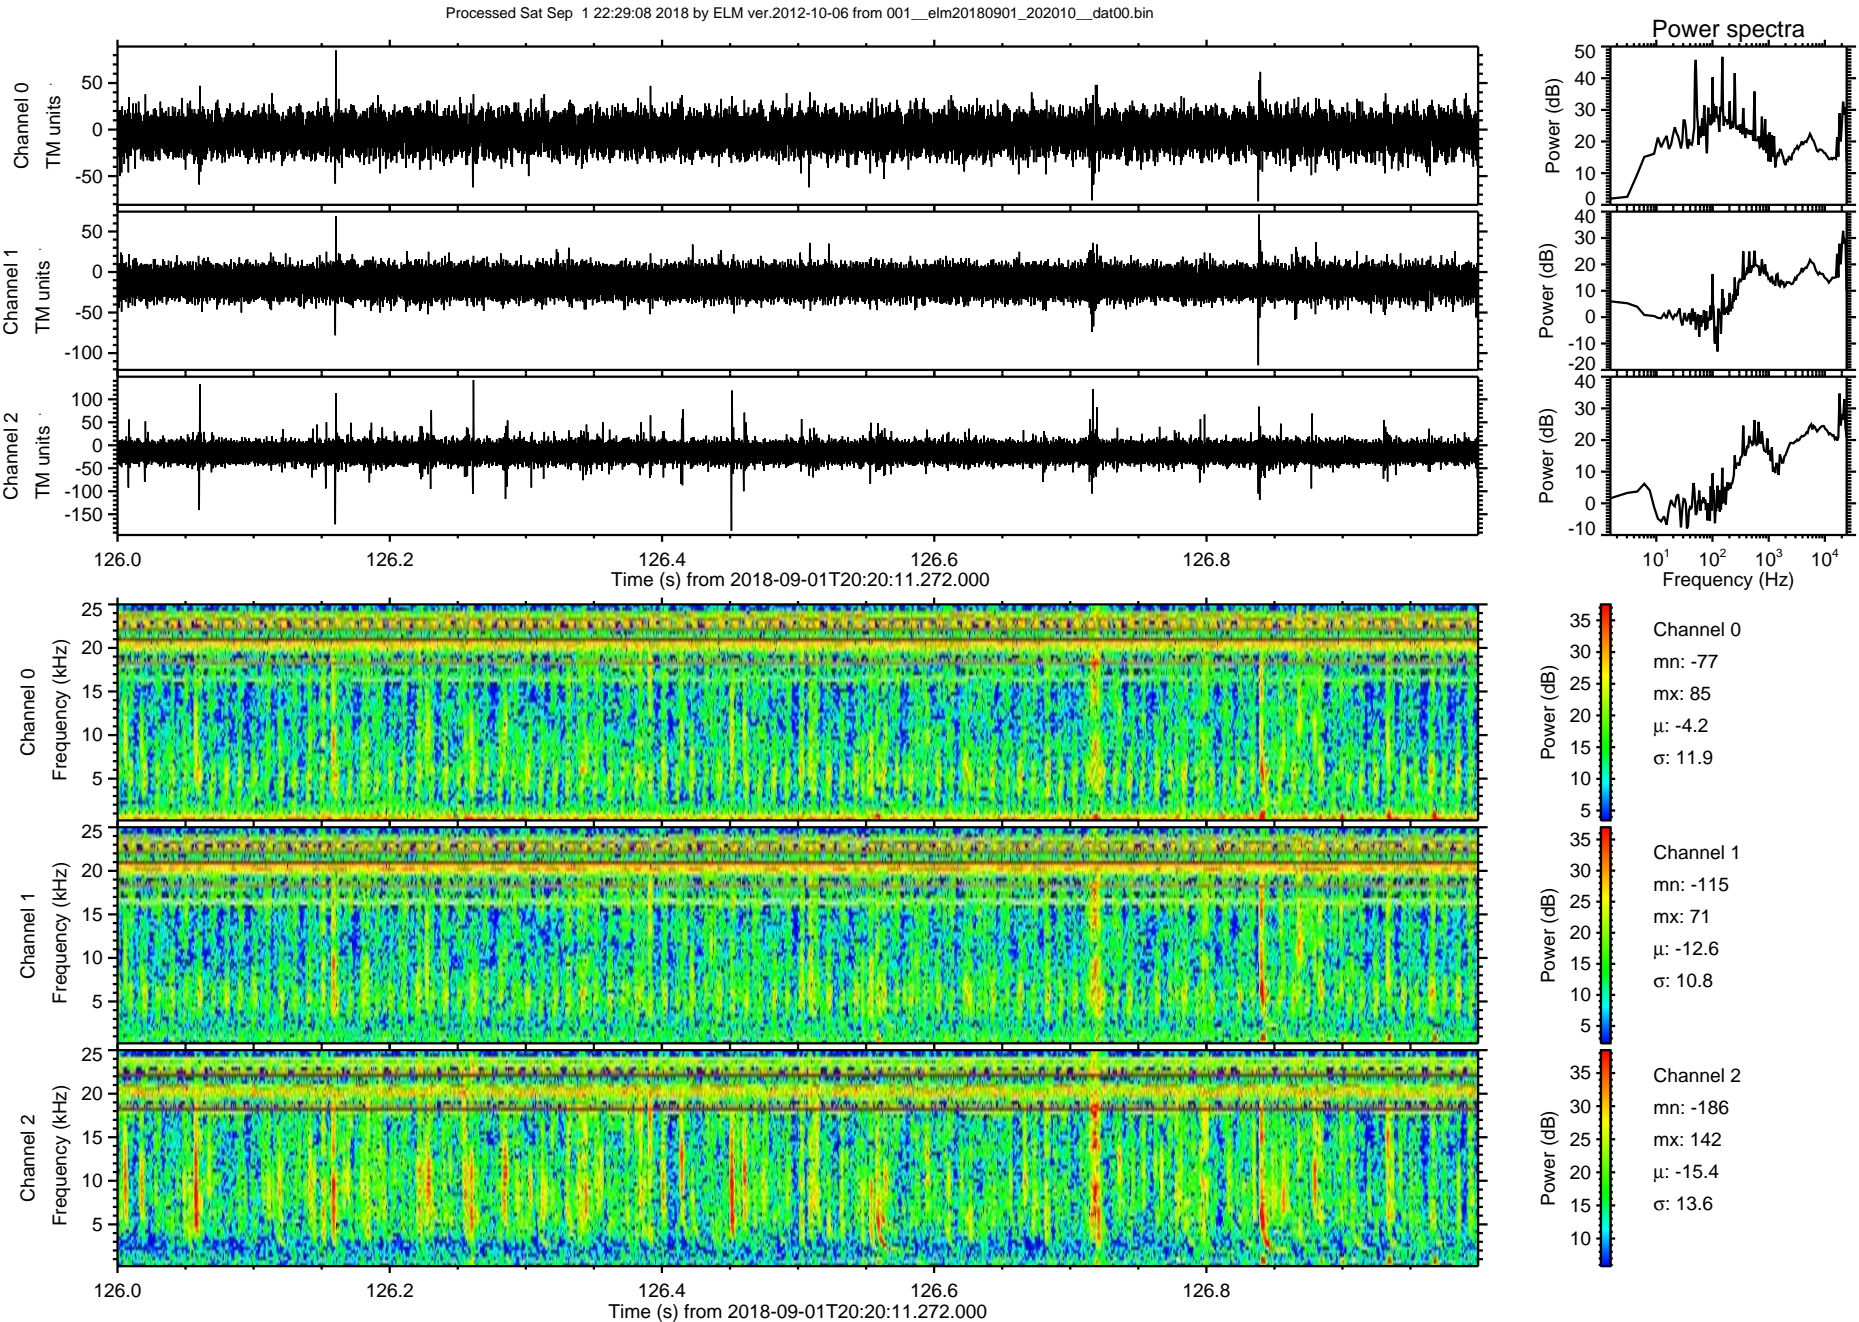 Processed Sat Sep 1 22:29:08 2018 by ELM ver.2012-10-06 from 001__elm20180901_202010__dat00.bin
Power spectra
Channel 0
TM units
50
0
-50
Power (dB)
50
40
30
20
10
0
Channel 1
TM units
50
0
-50
-100
Power (dB)
40
30
20
10
0
-10
-20
Channel 2
TM units
100
50
0
-50
-100
-150
Power (dB)
40
30
20
10
0
-10
126.0 126.2 126.4 126.6 126.8
Time (s) from 2018-09-01T20:20:11.272.000
10¹ 10² 10³ 10⁴
Frequency (Hz)
Channel 0
Frequency (kHz)
25
20
15
10
5
Power (dB)
35
30
25
20
15
10
5
Channel 0
mn: -77
mx: 85
μ: -4.2
σ: 11.9
Channel 1
Frequency (kHz)
25
20
15
10
5
Power (dB)
35
30
25
20
15
10
5
Channel 1
mn: -115
mx: 71
μ: -12.6
σ: 10.8
Channel 2
Frequency (kHz)
25
20
15
10
5
Power (dB)
35
30
25
20
15
10
Channel 2
mn: -186
mx: 142
μ: -15.4
σ: 13.6
126.0 126.2 126.4 126.6 126.8
Time (s) from 2018-09-01T20:20:11.272.000